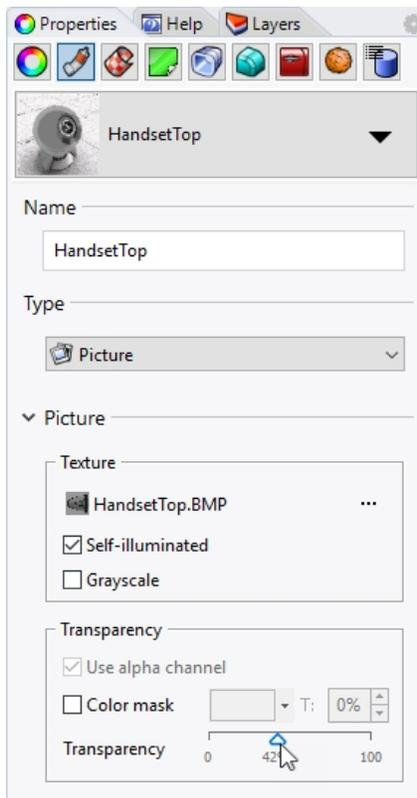 Properties Help Layers
HandsetTop
Name
HandsetTop
Type
Picture
Picture
Texture
HandsetTop.BMP ...
Self-illuminated
Grayscale
Transparency
Use alpha channel
Color mask T: 0%
Transparency
0 42% 100